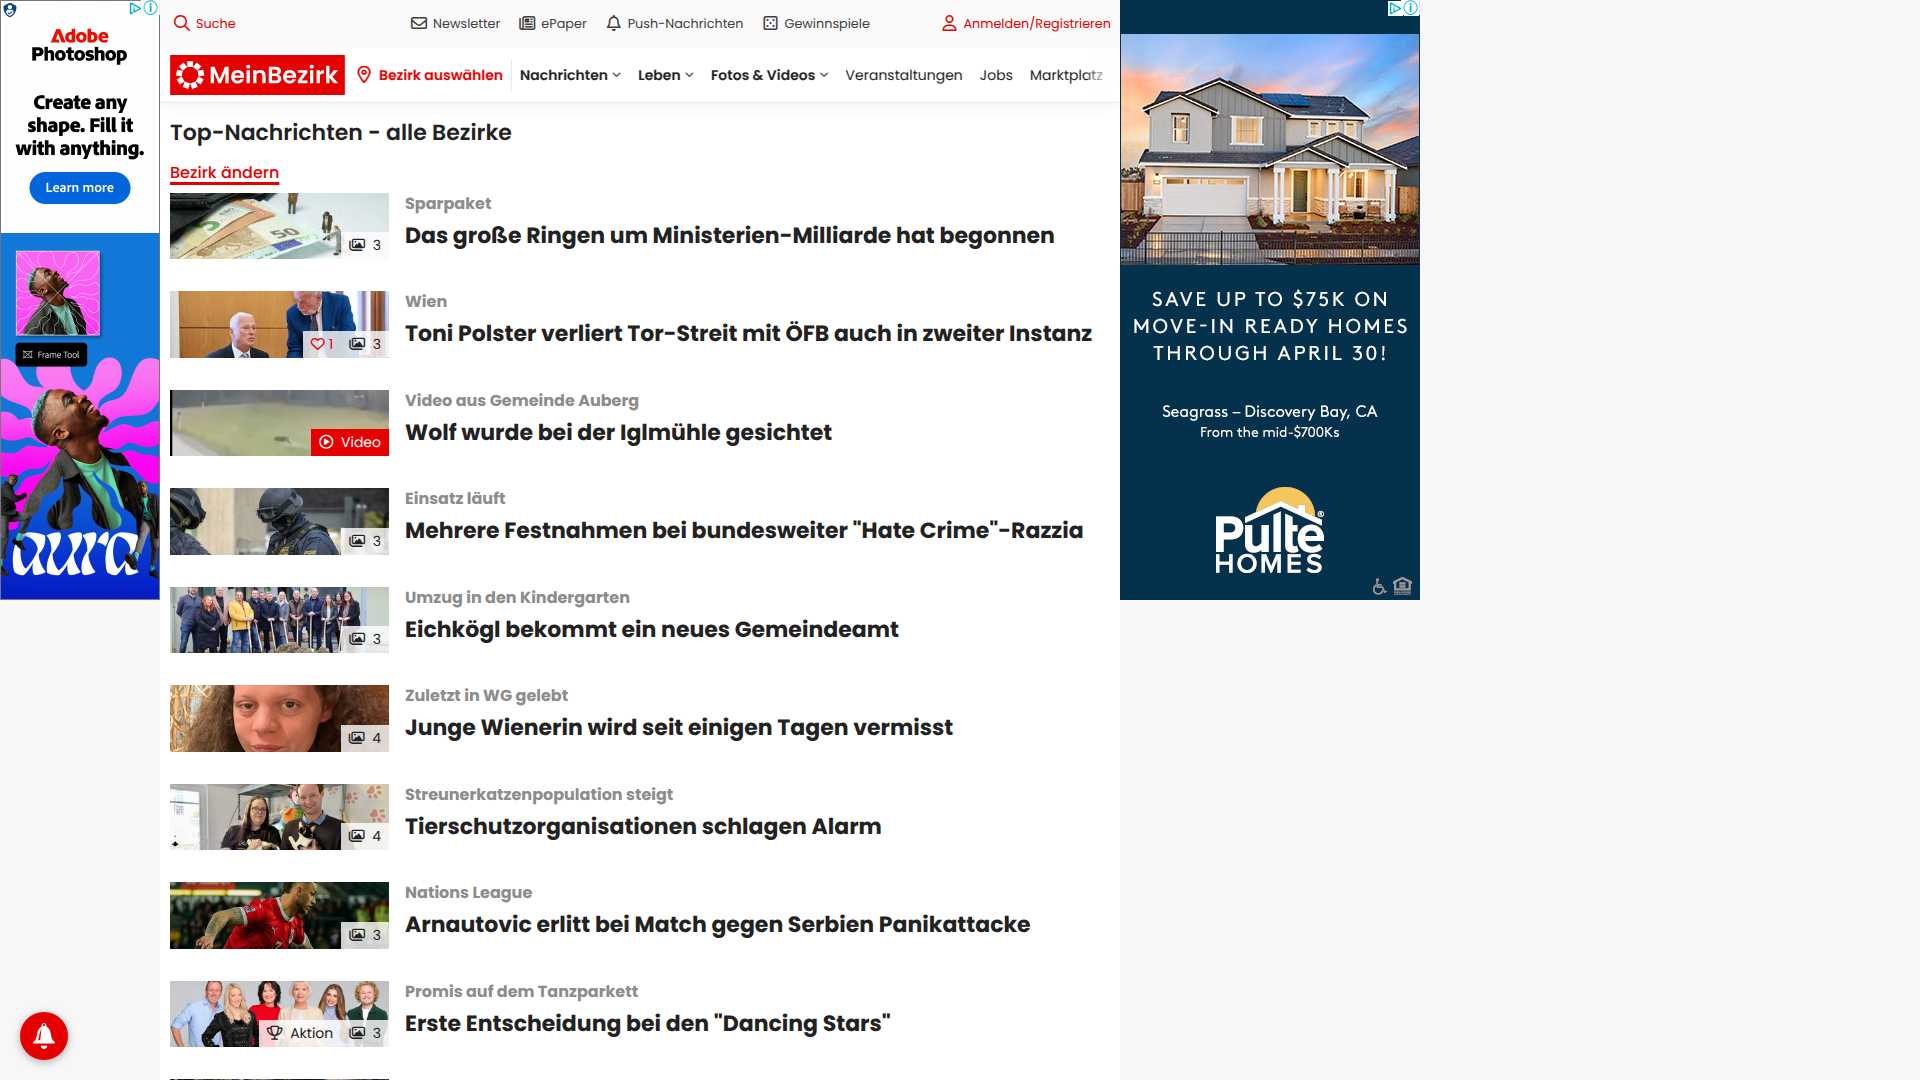 Adobe
Photoshop
Create any
shape. Fill it
with anything.
Learn more
Frame Tool
aura
Suche
Newsletter
ePaper
Push-Nachrichten
Gewinnspiele
Anmelden/Registrieren
MeinBezirk
Bezirk auswählen
Nachrichten
Leben
Fotos & Videos
Veranstaltungen
Jobs
Marktplatz
Top-Nachrichten - alle Bezirke
Bezirk ändern
3
Sparpaket
Das große Ringen um Ministerien-Milliarde hat begonnen
1 3
Wien
Toni Polster verliert Tor-Streit mit ÖFB auch in zweiter Instanz
Video
Video aus Gemeinde Auberg
Wolf wurde bei der Iglmühle gesichtet
3
Einsatz läuft
Mehrere Festnahmen bei bundesweiter "Hate Crime"-Razzia
3
Umzug in den Kindergarten
Eichkögl bekommt ein neues Gemeindeamt
4
Zuletzt in WG gelebt
Junge Wienerin wird seit einigen Tagen vermisst
4
Streunerkatzenpopulation steigt
Tierschutzorganisationen schlagen Alarm
3
Nations League
Arnautovic erlitt bei Match gegen Serbien Panikattacke
Aktion 3
Promis auf dem Tanzparkett
Erste Entscheidung bei den "Dancing Stars"
SAVE UP TO $75K ON
MOVE-IN READY HOMES
THROUGH APRIL 30!
Seagrass – Discovery Bay, CA
From the mid-$700Ks
Pulte®
HOMES